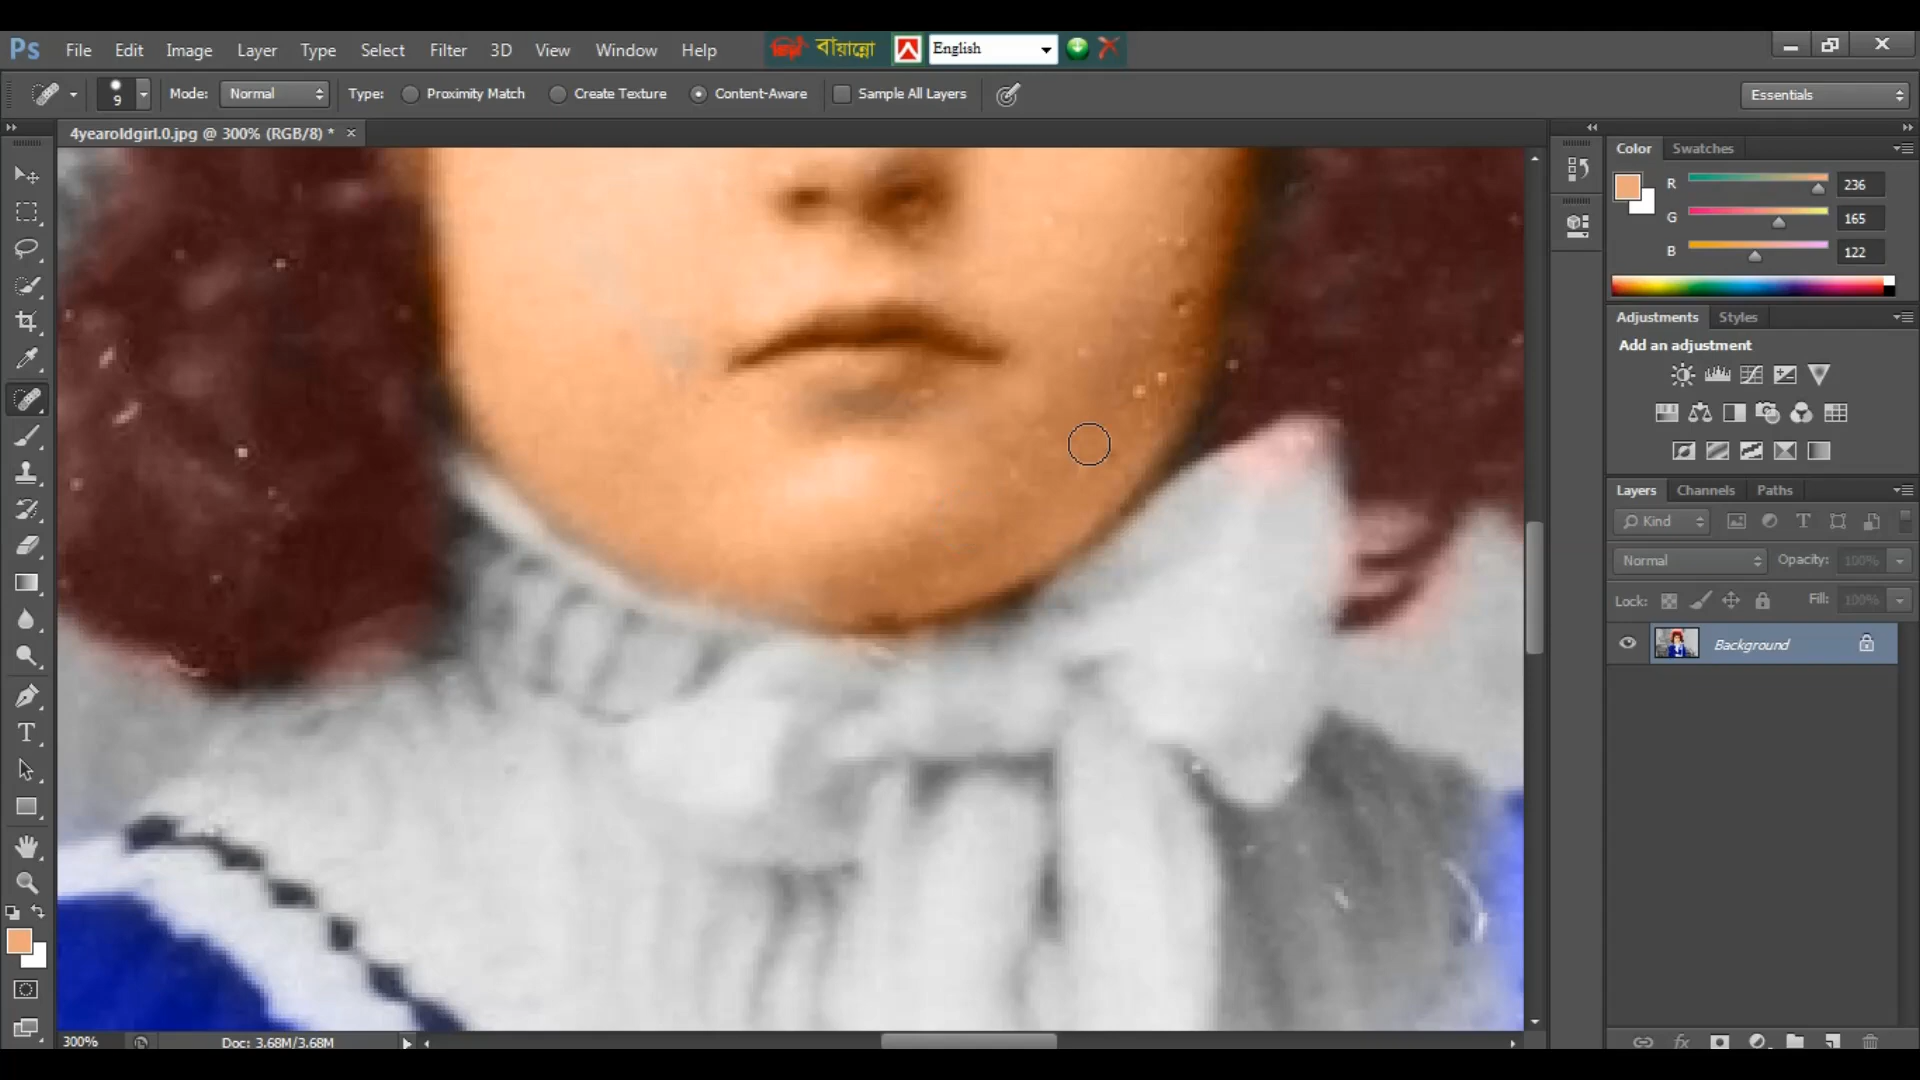 Ps File Edit Image Layer Type Select Filter 3D View Window Help
বায়ান্নো English
9 Mode: Normal Type: Proximity Match Create Texture Content-Aware Sample All Layers Essentials
4yearoldgirl.0.jpg @ 300% (RGB/8) * ×
Color Swatches
R 236
G 165
B 122
Adjustments Styles
Add an adjustment
Layers Channels Paths
Kind
Normal Opacity: 100%
Lock: Fill: 100%
Background
300% Doc: 3.68M/3.68M